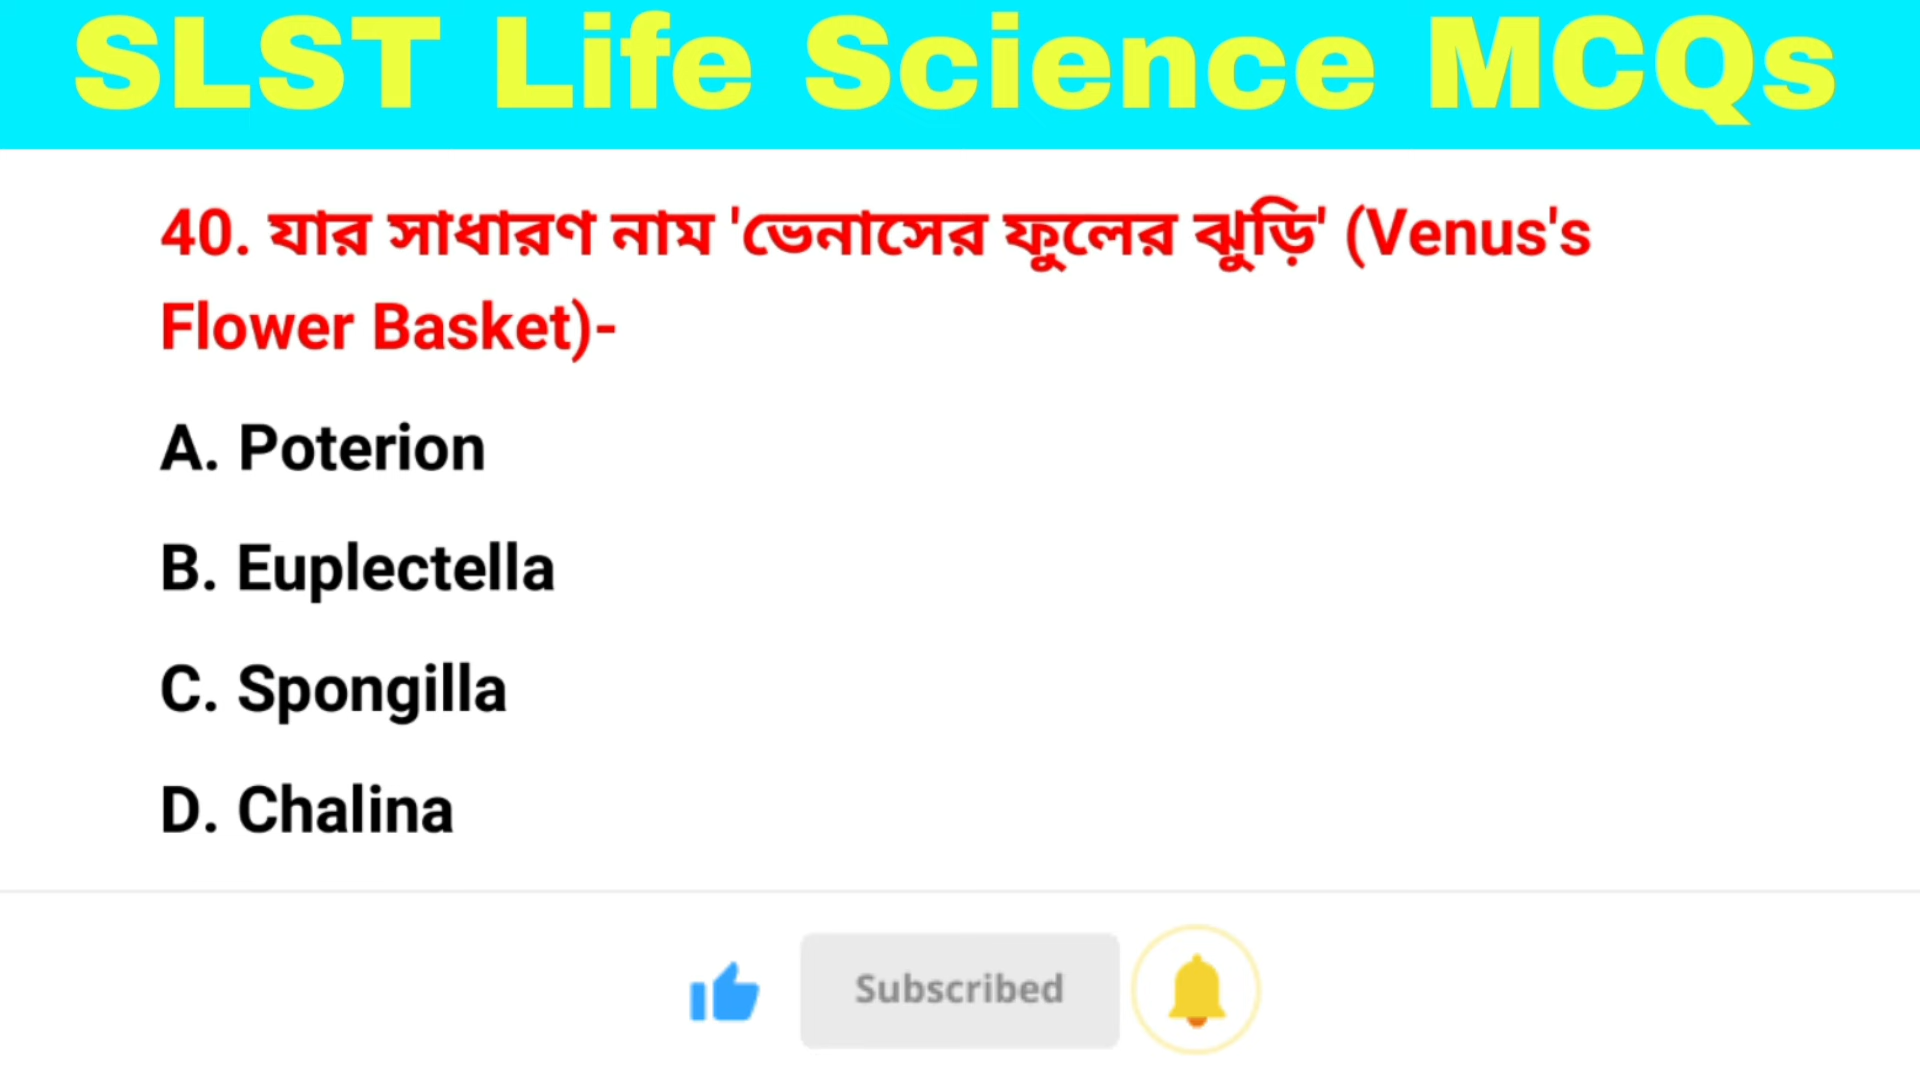 SLST Life Science MCQs
40. যার সাধারণ নাম 'ভেনাসের ফুলের ঝুড়ি' (Venus's
Flower Basket)-
A. Poterion
B. Euplectella
C. Spongilla
D. Chalina
Subscribed